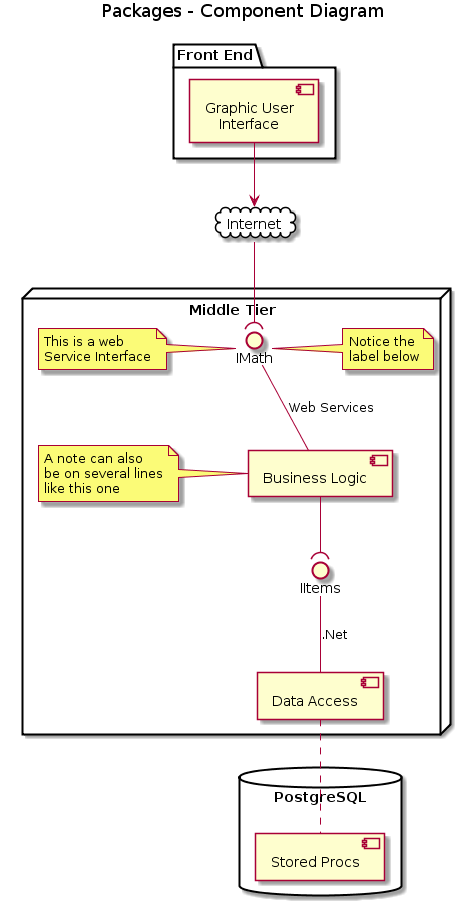 Packages - Component Diagram
Front End
Graphic User
Interface
Internet
Middle Tier
This is a web
Service Interface
IMath
Notice the
label below
Web Services
A note can also
be on several lines
like this one
Business Logic
IItems
.Net
Data Access
PostgreSQL
Stored Procs